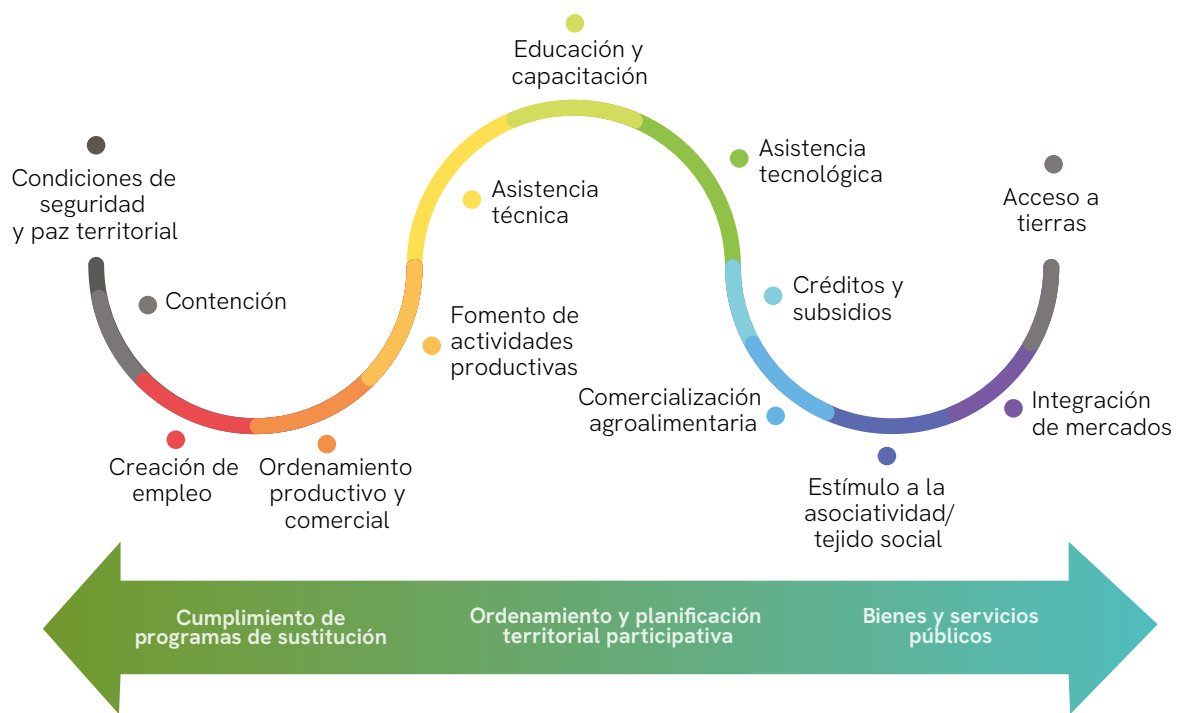 Educación y
capacitación
Condiciones de
seguridad
y paz territorial
Asistencia
técnica
Asistencia
tecnológica
Acceso a
tierras
Contención
Fomento de
actividades
productivas
Créditos y
subsidios
Comercialización
agroalimentaria
Integración
de mercados
Creación de
empleo
Ordenamiento
productivo y
comercial
Estímulo a la
asociatividad/
tejido social
Cumplimiento de
programas de sustitución
Ordenamiento y planificación
territorial participativa
Bienes y servicios
públicos